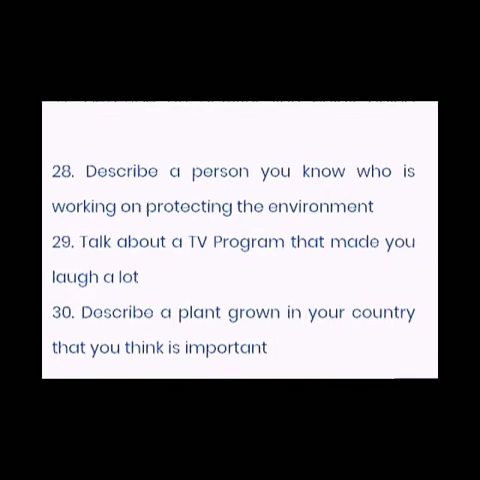 28. Describe a person you know who is
working on protecting the environment
29. Talk about a TV Program that made you
laugh a lot
30. Describe a plant grown in your country
that you think is important